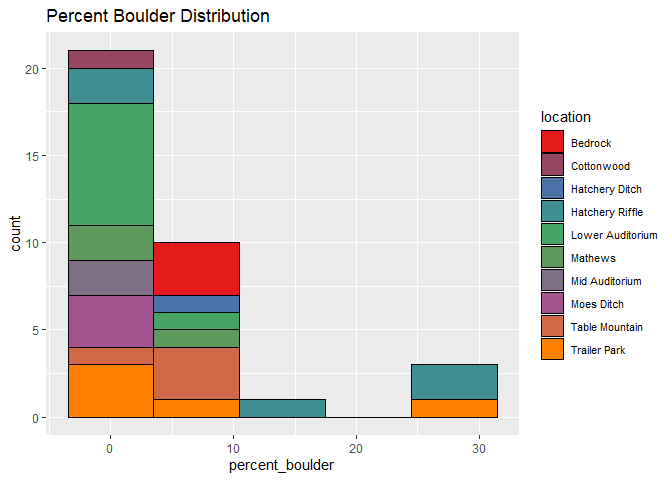 Percent Boulder Distribution
count
20
15
10
5
0
0 10 20 30
percent_boulder
location
Bedrock
Cottonwood
Hatchery Ditch
Hatchery Riffle
Lower Auditorium
Mathews
Mid Auditorium
Moes Ditch
Table Mountain
Trailer Park